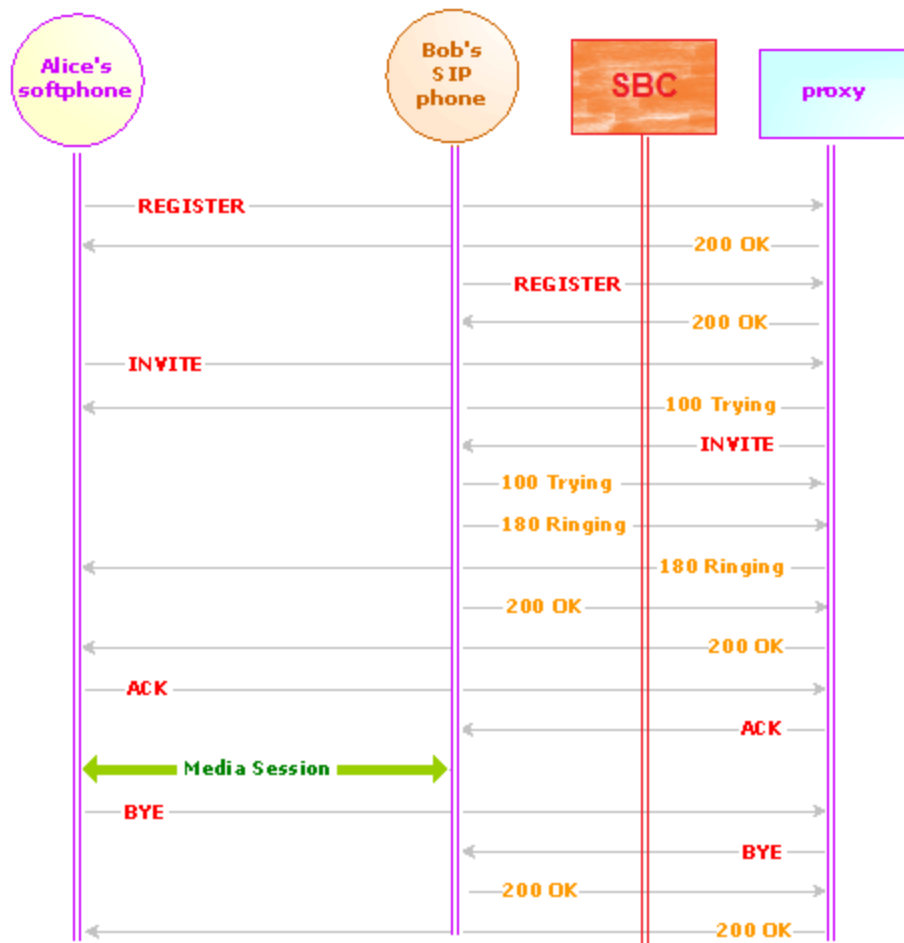 Alice's
softphone
Bob's
SIP
phone
SBC
proxy
REGISTER
200 OK
REGISTER
200 OK
INVITE
100 Trying
INVITE
100 Trying
180 Ringing
180 Ringing
200 OK
200 OK
ACK
ACK
Media Session
BYE
BYE
200 OK
200 OK